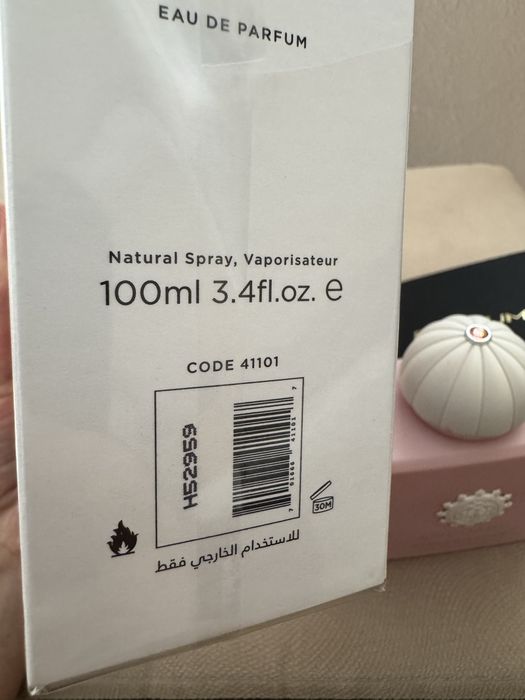 EAU DE PARFUM
Natural Spray, Vaporisateur
100ml 3.4fl.oz. e
CODE 41101
H52959
30M
للاستخدام الخارجي فقط